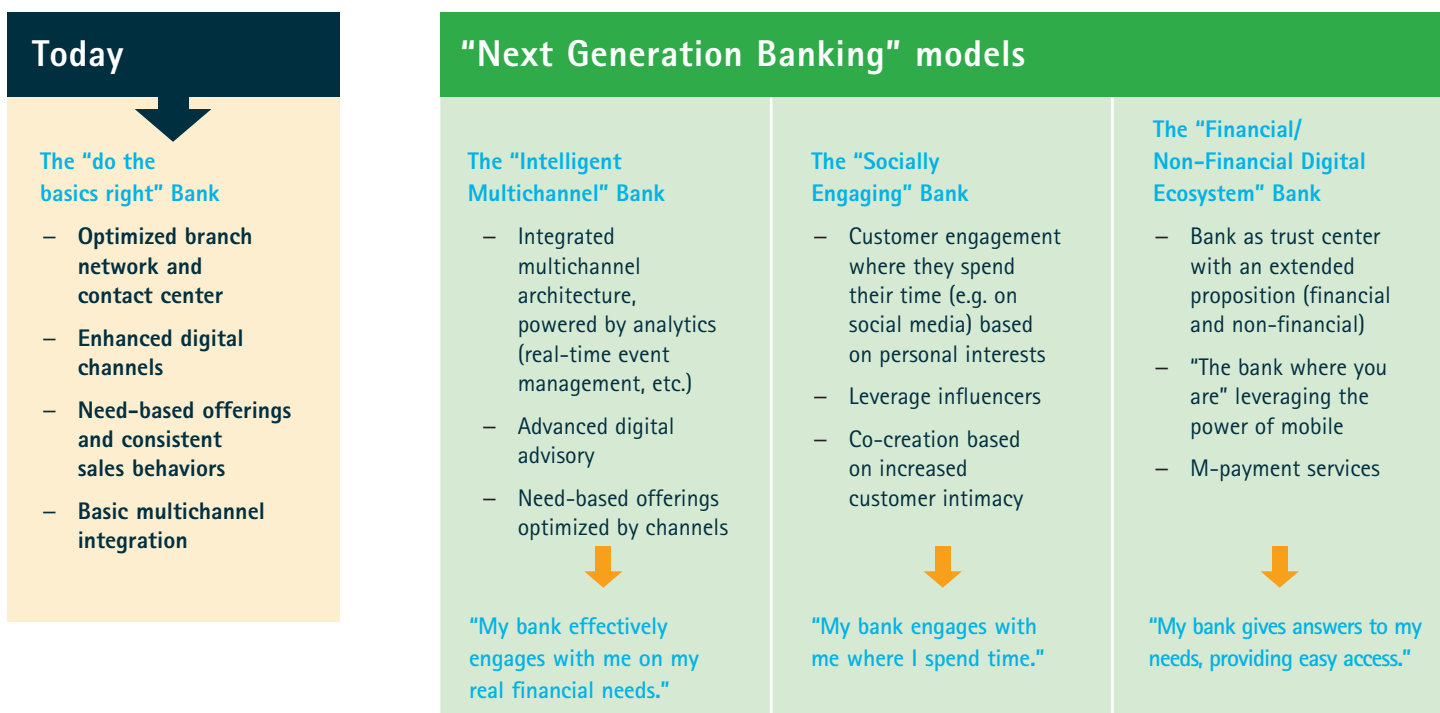 Today
The "do the
basics right" Bank
– Optimized branch
network and
contact center
– Enhanced digital
channels
– Need-based offerings
and consistent
sales behaviors
– Basic multichannel
integration
"Next Generation Banking" models
The "Intelligent
Multichannel" Bank
– Integrated
multichannel
architecture,
powered by analytics
(real-time event
management, etc.)
– Advanced digital
advisory
– Need-based offerings
optimized by channels
"My bank effectively
engages with me on my
real financial needs."
The "Socially
Engaging" Bank
– Customer engagement
where they spend
their time (e.g. on
social media) based
on personal interests
– Leverage influencers
– Co-creation based
on increased
customer intimacy
"My bank engages with
me where I spend time."
The "Financial/
Non-Financial Digital
Ecosystem" Bank
– Bank as trust center
with an extended
proposition (financial
and non-financial)
– "The bank where you
are" leveraging the
power of mobile
– M-payment services
"My bank gives answers to my
needs, providing easy access."